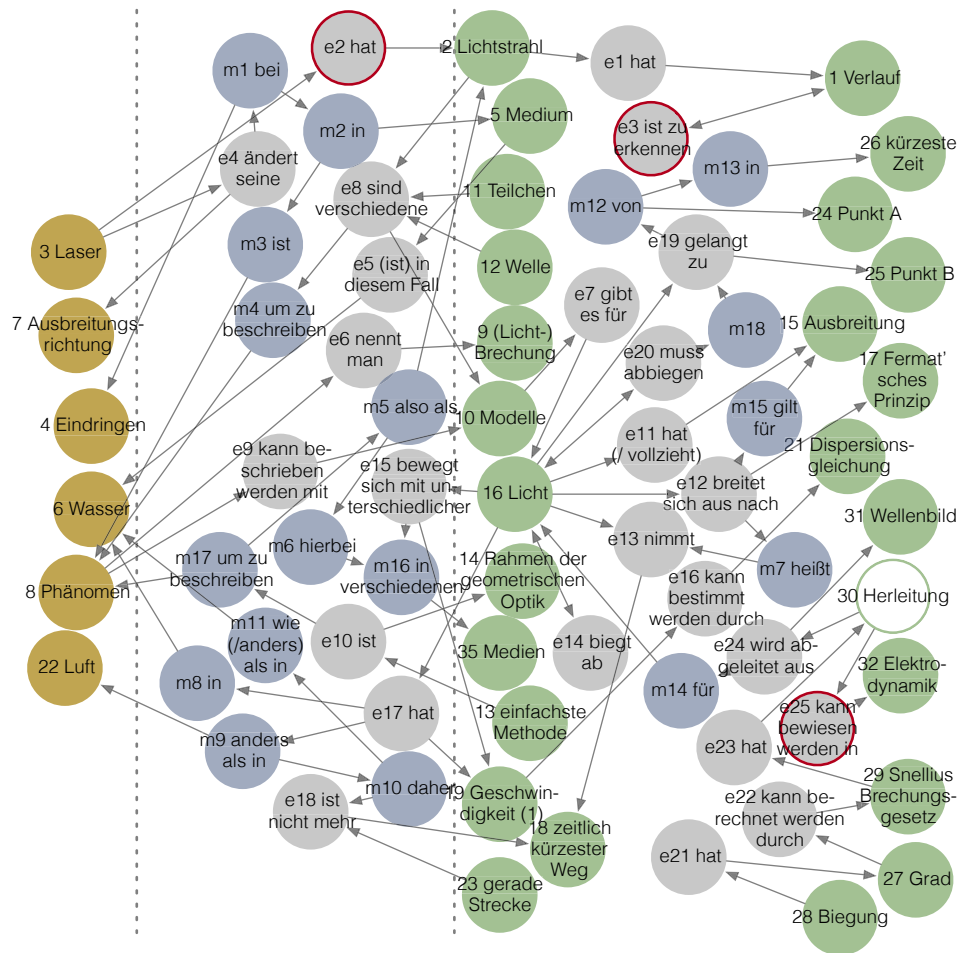 e2 hat
2 Lichtstrahl
e1 hat
m1 bei
1 Verlauf
5 Medium
m2 in
e3 ist zu
erkennen
26 kürzeste
Zeit
e4 ändert
seine
m13 in
e8 sind
verschiedene
11 Teilchen
m12 von
24 Punkt A
3 Laser
m3 ist
e19 gelangt
zu
12 Welle
25 Punkt B
e5 (ist) in
diesem Fall
e7 gibt
es für
7 Ausbreitungs-
richtung
m4 um zu
beschreiben
e6 nennt
man
9 (Licht-)
Brechung
m18
15 Ausbreitung
e20 muss
abbiegen
17 Fermat'
sches
Prinzip
m5 also als
10 Modelle
m15 gilt
für
4 Eindringen
e11 hat
(/ vollzieht)
21 Dispersions-
gleichung
e9 kann be-
schrieben
werden mit
e15 bewegt
sich mit un-
terschiedlicher
16 Licht
e12 breitet
sich aus nach
6 Wasser
31 Wellenbild
m6 hierbei
e13 nimmt
m17 um zu
beschreiben
m16 in
verschiedenen
14 Rahmen der
geometrischen
Optik
m7 heißt
e16 kann
bestimmt
werden durch
8 Phänomen
30 Herleitung
m11 wie
(/anders)
als in
e10 ist
35 Medien
e14 biegt
ab
e24 wird ab-
geleitet aus
22 Luft
32 Elektro-
dynamik
m8 in
m14 für
e17 hat
13 einfachste
Methode
e25 kann
bewiesen
werden in
m9 anders
als in
e23 hat
m10 daher
19 Geschwin-
digkeit (1)
29 Snellius
Brechungs-
gesetz
e18 ist
nicht mehr
e22 kann be-
rechnet werden
durch
18 zeitlich
kürzester
Weg
e21 hat
27 Grad
23 gerade
Strecke
28 Biegung